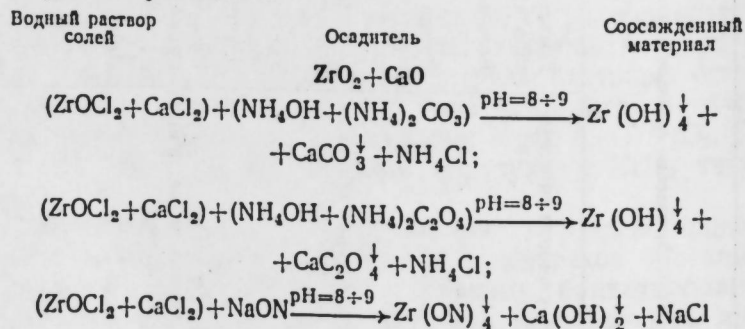 Водный раствор солей Осадитель Соосажденный материал
ZrO₂+CaO
(ZrOCl₂+CaCl₂)+(NH₄OH+(NH₄)₂CO₃) pH=8÷9 → Zr(OH)₄↓+
+CaCO₃↓+NH₄Cl;
(ZrOCl₂+CaCl₂)+(NH₄OH+(NH₄)₂C₂O₄) pH=8÷9 → Zr(OH)₄↓+
+CaC₂O₄↓+NH₄Cl;
(ZrOCl₂+CaCl₂)+NaON pH=8÷9 → Zr(ON)₄↓+Ca(OH)₂↓+NaCl